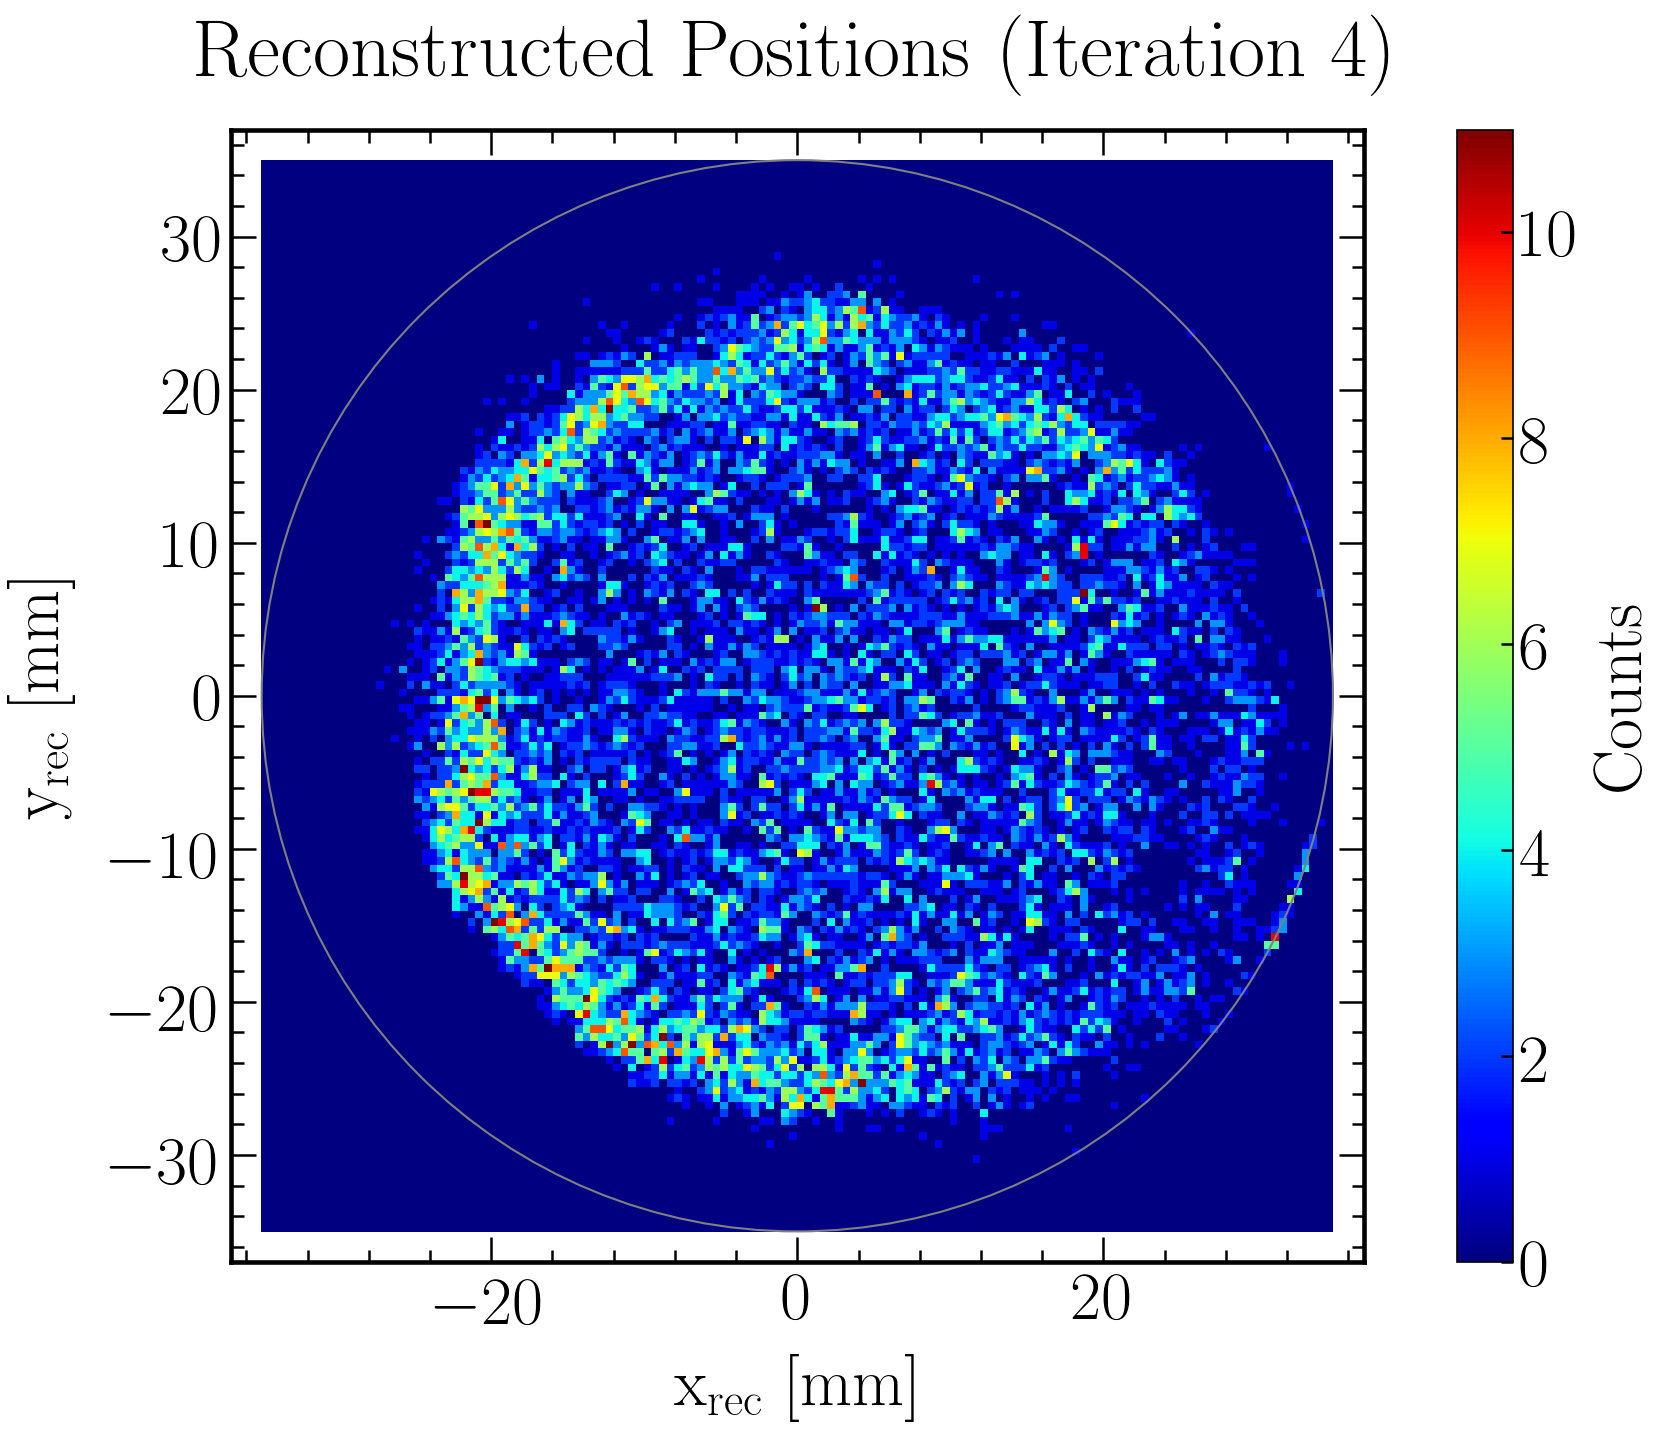 Reconstructed Positions (Iteration 4)
30
20
10
0
−10
−20
−30
y_rec [mm]
−20 0 20
x_rec [mm]
10
8
6
4
2
0
Counts